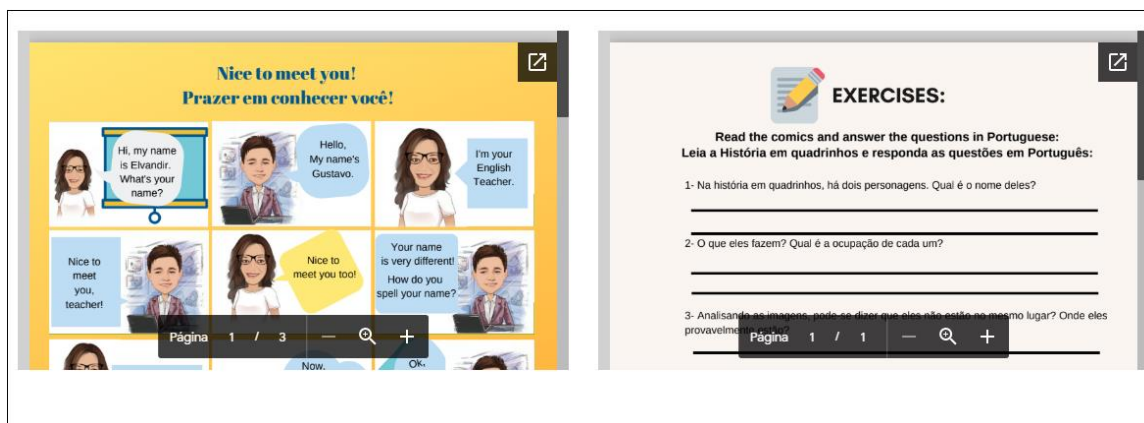 Nice to meet you!
Prazer em conhecer você!
Hi, my name
is Elvandir.
What's your
name?
Hello,
My name's
Gustavo.
I'm your
English
Teacher.
Nice to
meet
you,
teacher!
Nice to
meet you too!
Your name
is very different!
How do you
spell your name?
Now,
Ok,
Página 1 / 3
EXERCISES:
Read the comics and answer the questions in Portuguese:
Leia a História em quadrinhos e responda as questões em Português:
1- Na história em quadrinhos, há dois personagens. Qual é o nome deles?
2- O que eles fazem? Qual é a ocupação de cada um?
3- Analisando as imagens, pode-se dizer que eles não estão no mesmo lugar? Onde eles
provavelmente estão?
Página 1 / 1